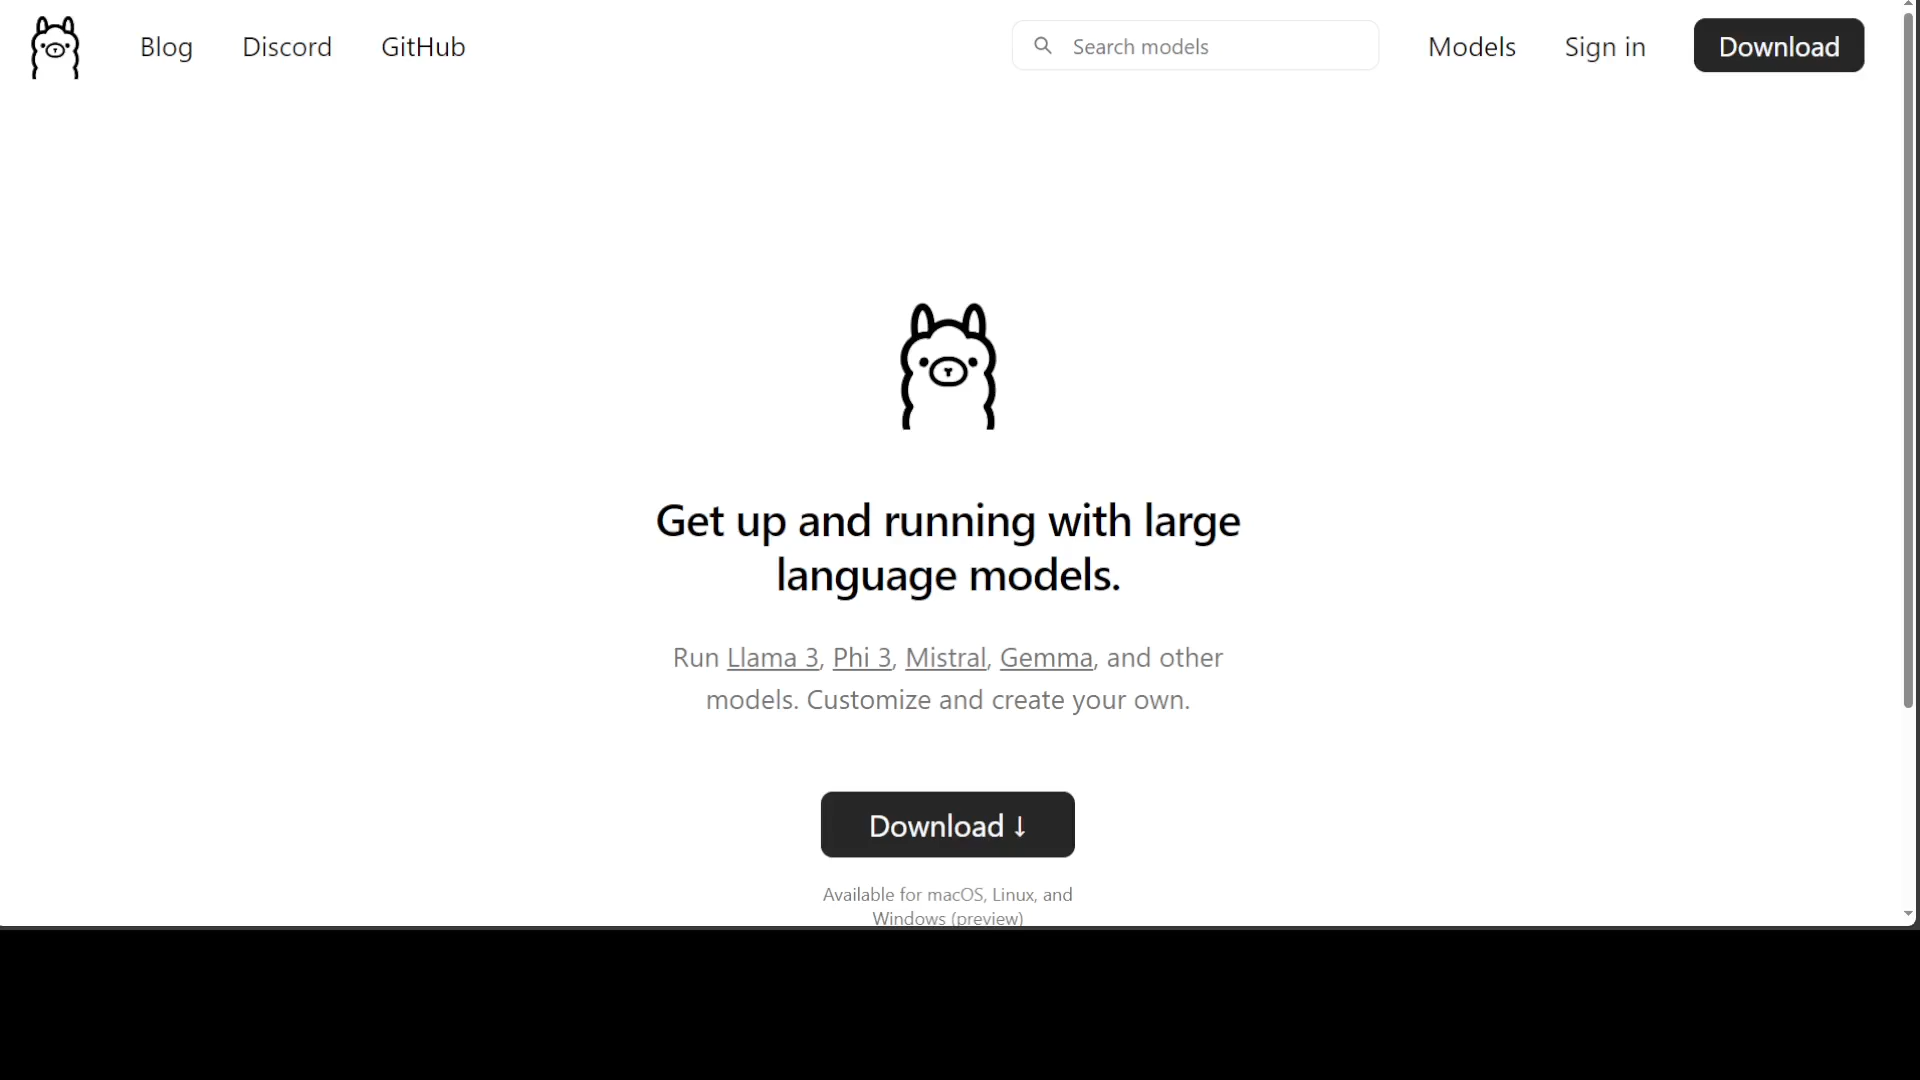 Blog Discord GitHub Search models Models Sign in Download
Get up and running with large
language models.
Run Llama 3, Phi 3, Mistral, Gemma, and other
models. Customize and create your own.
Download ↓
Available for macOS, Linux, and
Windows (preview)